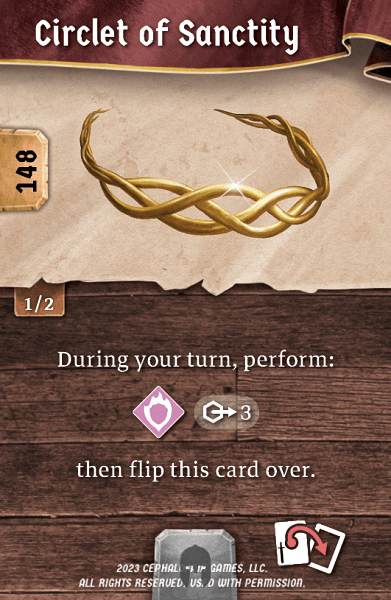 Circlet of Sanctity
148
1/2
During your turn, perform:
3
then flip this card over.
2023 GAMES, LLC.
ALL RIGHTS RESERVED. WITH PERMISSION.